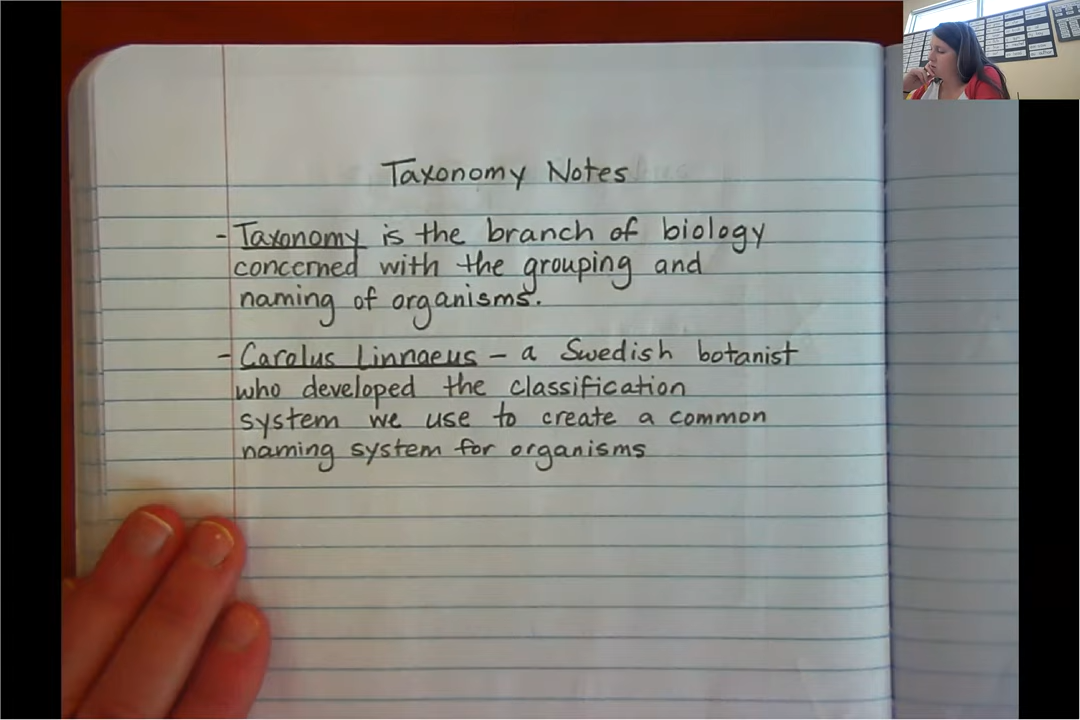 Taxonomy Notes
- Taxonomy is the branch of biology
concerned with the grouping and
naming of organisms.
- Carolus Linnaeus - a Swedish botanist
who developed the classification
system we use to create a common
naming system for organisms